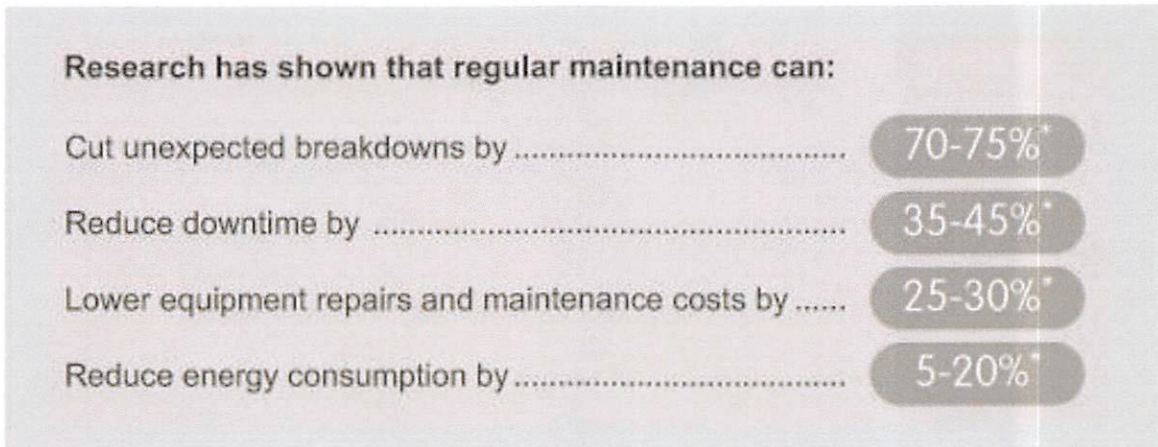 Research has shown that regular maintenance can:
Cut unexpected breakdowns by ..................................... 70-75%*
Reduce downtime by ..................................................... 35-45%*
Lower equipment repairs and maintenance costs by ...... 25-30%*
Reduce energy consumption by ..................................... 5-20%*